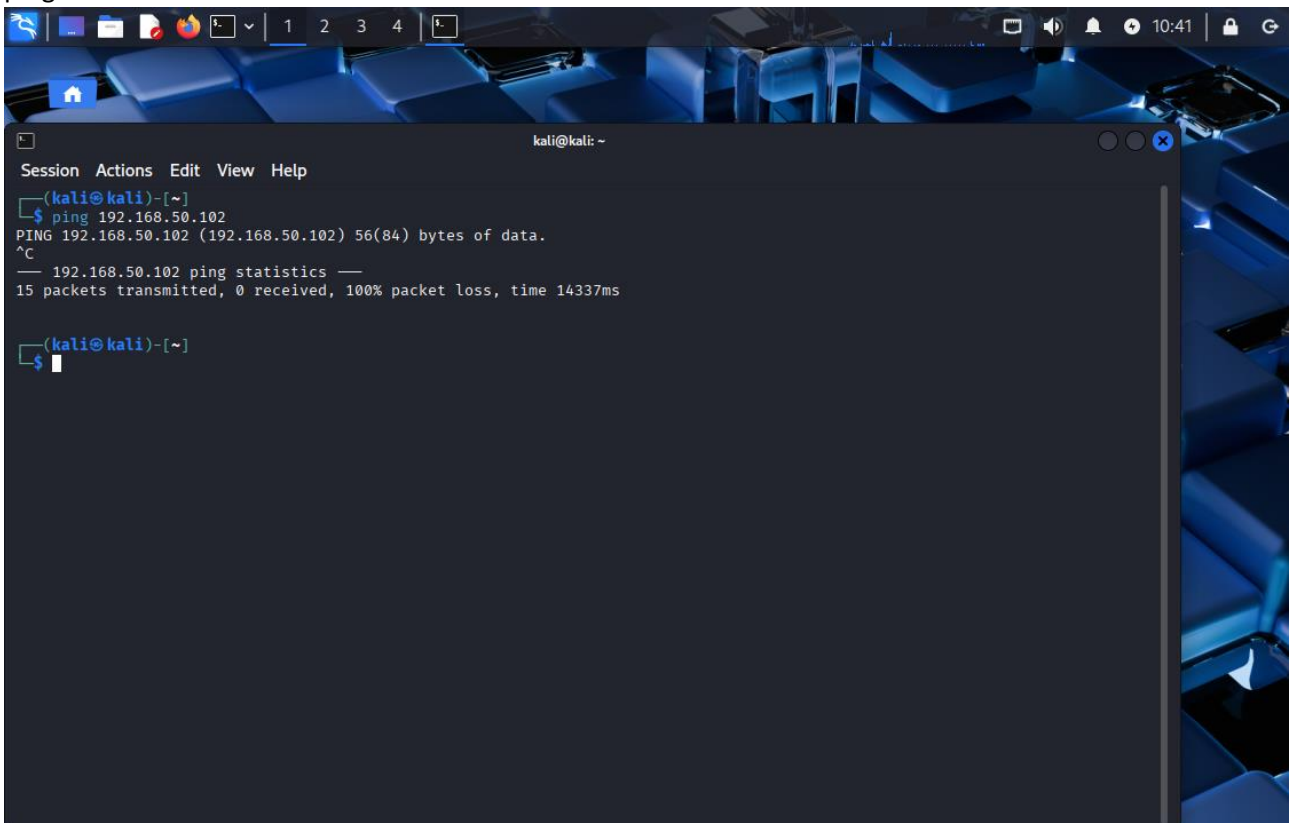 1 2 3 4 10:41
kali@kali: ~
Session Actions Edit View Help
┌──(kali㉿kali)-[~]
└─$ ping 192.168.50.102
PING 192.168.50.102 (192.168.50.102) 56(84) bytes of data.
^C
— 192.168.50.102 ping statistics —
15 packets transmitted, 0 received, 100% packet loss, time 14337ms
┌──(kali㉿kali)-[~]
└─$